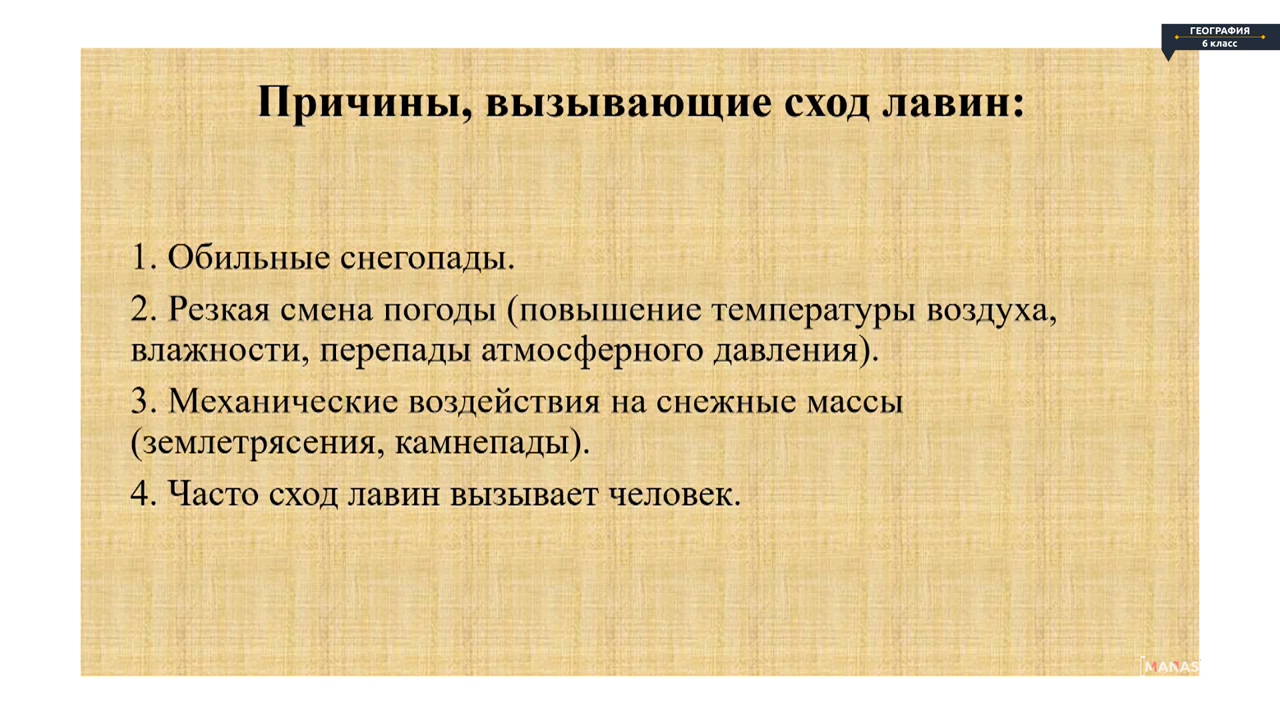 ГЕОГРАФИЯ
6 класс
Причины, вызывающие сход лавин:
1. Обильные снегопады.
2. Резкая смена погоды (повышение температуры воздуха,
влажности, перепады атмосферного давления).
3. Механические воздействия на снежные массы
(землетрясения, камнепады).
4. Часто сход лавин вызывает человек.
MANAS